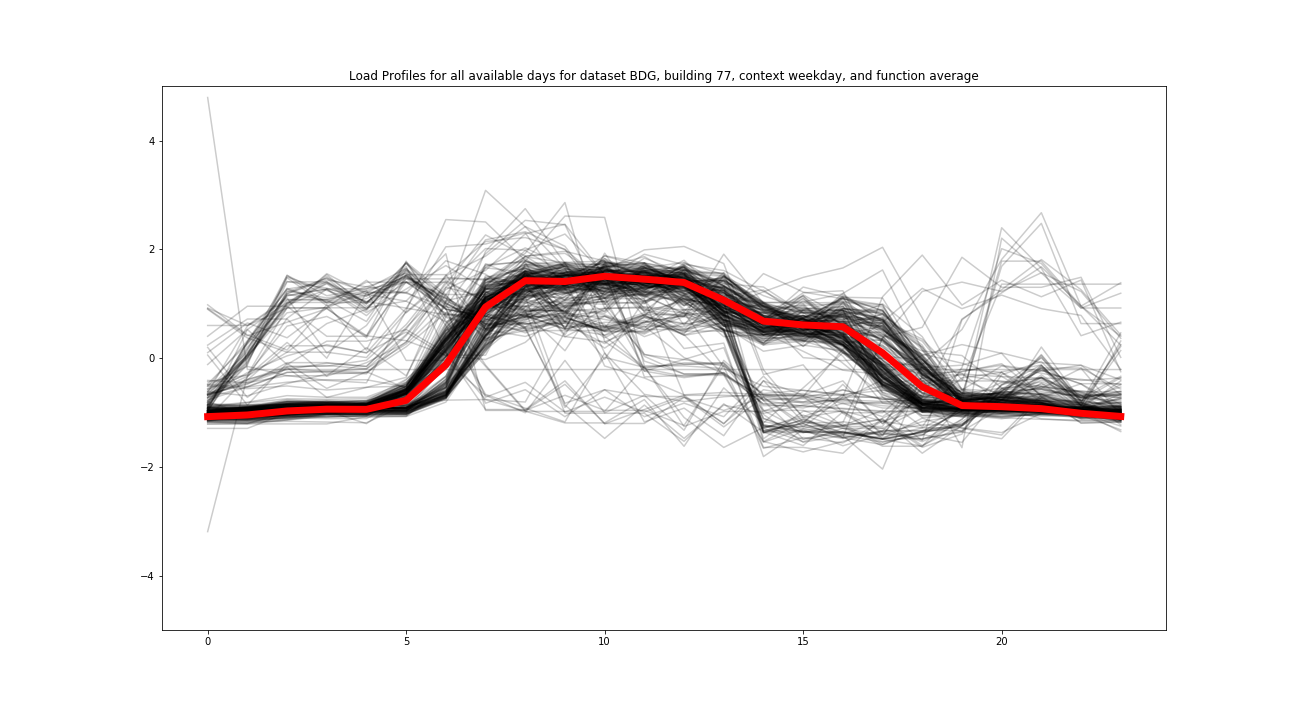 Load Profiles for all available days for dataset BDG, building 77, context weekday, and function average
4
2
0
−2
−4
0 5 10 15 20